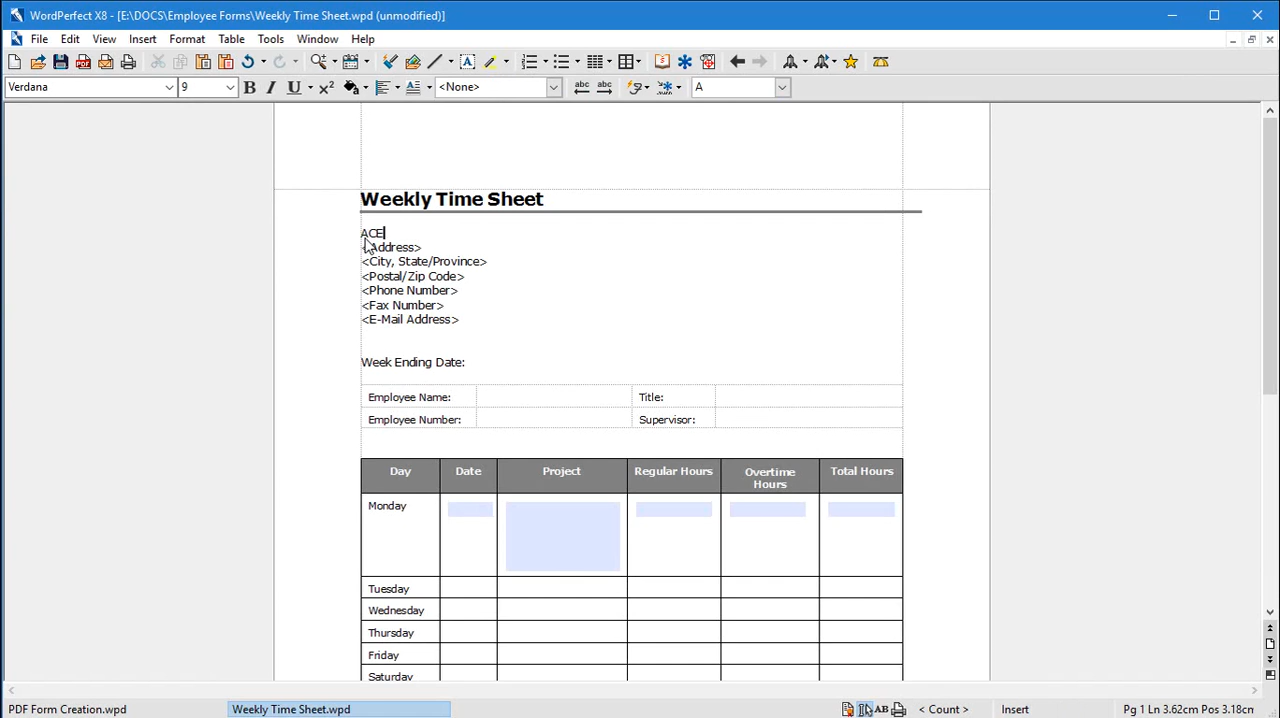 WordPerfect X8 - [E:\DOCS\Employee Forms\Weekly Time Sheet.wpd (unmodified)]
File Edit View Insert Format Table Tools Window Help
Verdana 9 B I U X² <None> abc abc A
Weekly Time Sheet
ACE
<Address>
<City, State/Province>
<Postal/Zip Code>
<Phone Number>
<Fax Number>
<E-Mail Address>
Week Ending Date:
Employee Name: Title:
Employee Number: Supervisor:
Day Date Project Regular Hours Overtime Hours Total Hours
Monday
Tuesday
Wednesday
Thursday
Friday
Saturday
PDF Form Creation.wpd Weekly Time Sheet.wpd AB < Count > Insert Pg 1 Ln 3.62cm Pos 3.18cm